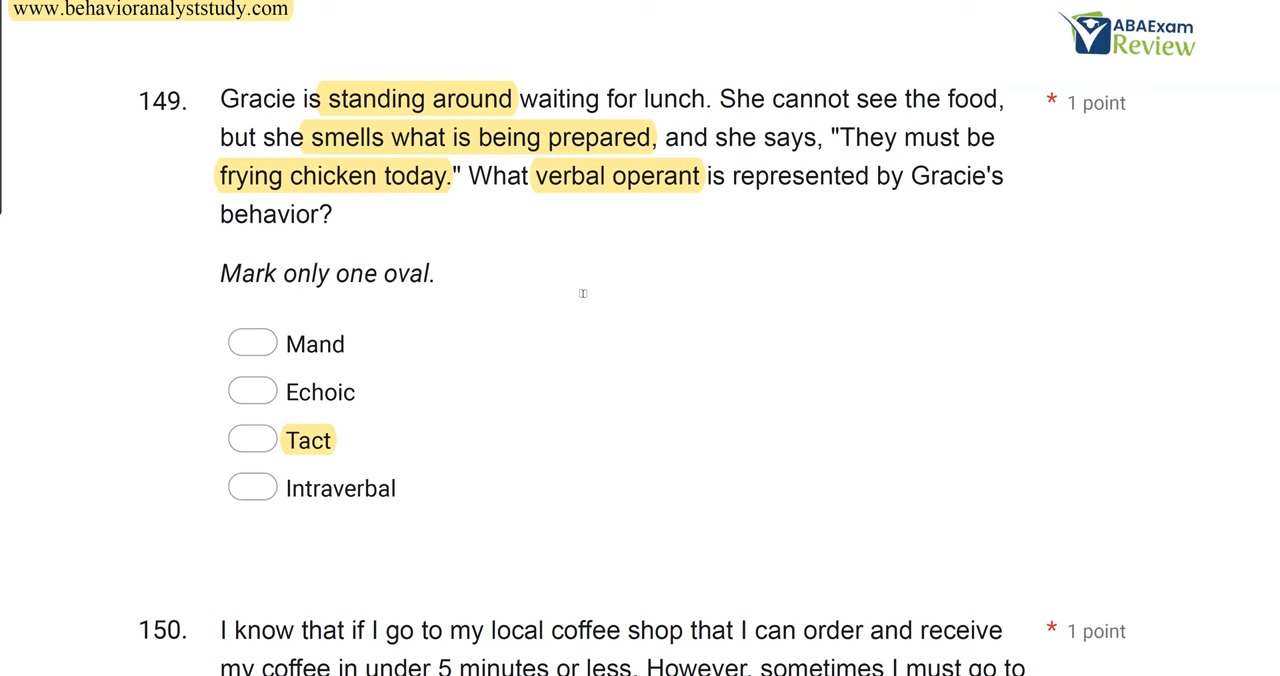 www.behavioranalyststudy.com
ABAExam
Review
149. Gracie is standing around waiting for lunch. She cannot see the food, * 1 point
but she smells what is being prepared, and she says, "They must be
frying chicken today." What verbal operant is represented by Gracie's
behavior?
Mark only one oval.
Mand
Echoic
Tact
Intraverbal
150. I know that if I go to my local coffee shop that I can order and receive * 1 point
my coffee in under 5 minutes or less. However, sometimes I must go to